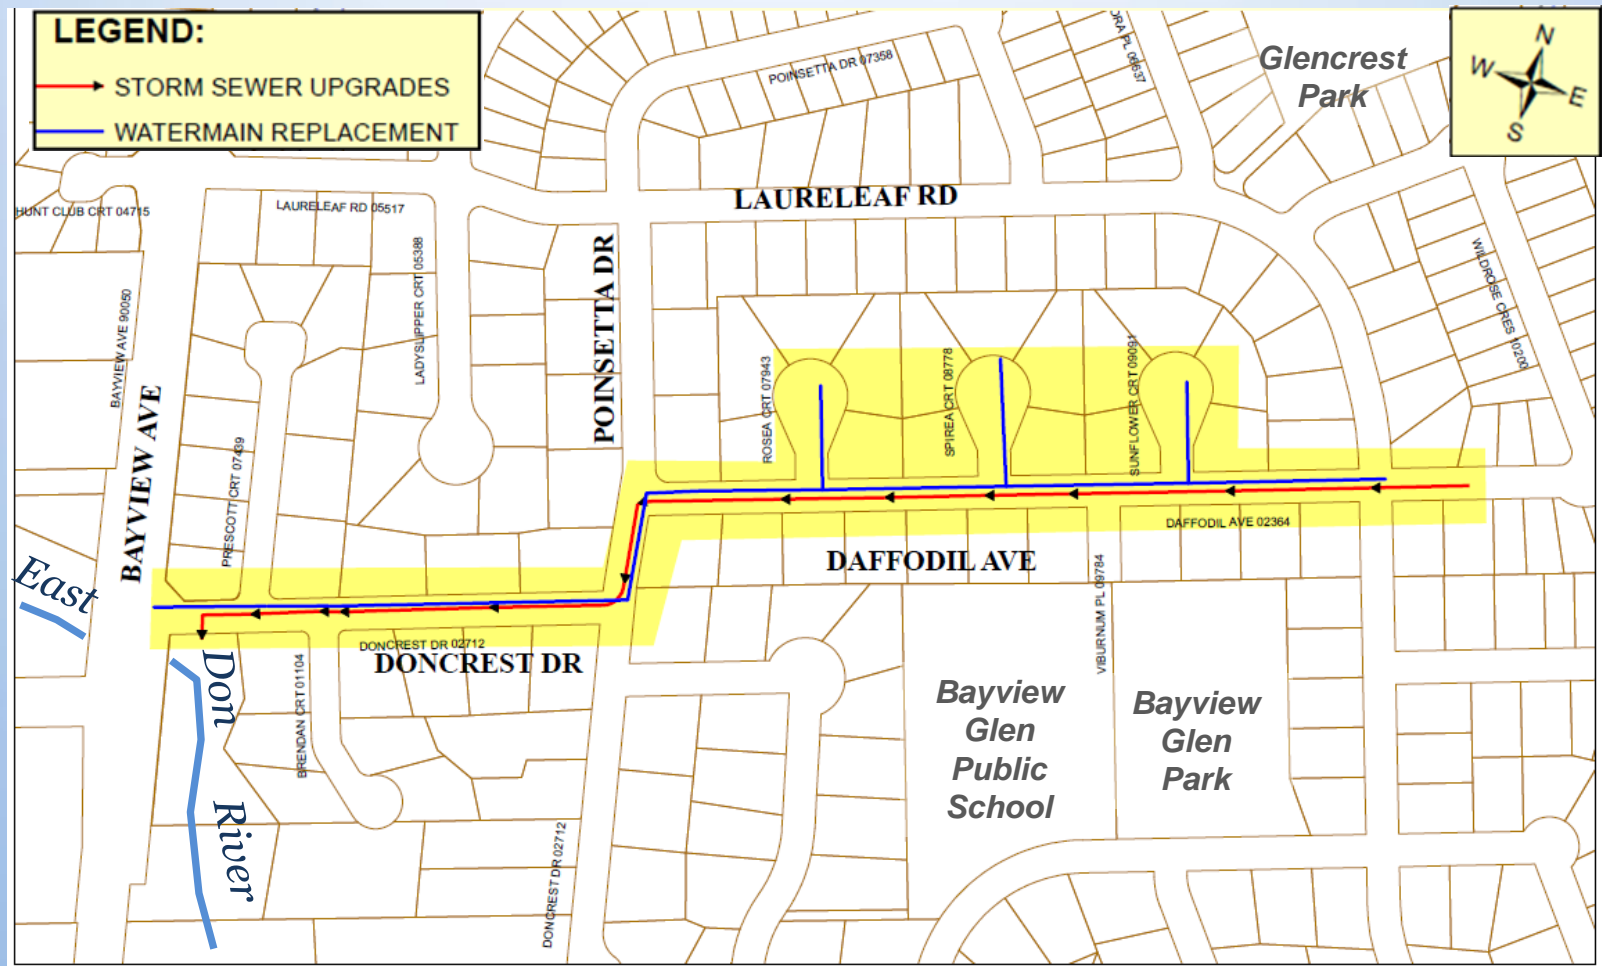 LEGEND:
STORM SEWER UPGRADES
WATERMAIN REPLACEMENT
POINSETTA DR 07358
Glencrest
Park
N
W
E
S
HUNT CLUB CRT 04715
LAURELEAF RD 05517
LAURELEAF RD
BAYVIEW AVE 90050
LADYSLIPPER CRT 05388
POINSETTA DR
WILDROSE CRES 10200
ROSEA CRT 07943
SPIREA CRT 08778
SUNFLOWER CRT 09091
BAYVIEW AVE
PRESCOTT CRT 07439
DAFFODIL AVE 02364
DAFFODIL AVE
VIBURNUM PL 09784
East
Don
River
DONCREST DR 02712
DONCREST DR
BRENDAN CRT 01104
Bayview
Glen
Public
School
Bayview
Glen
Park
DONCREST DR 02712